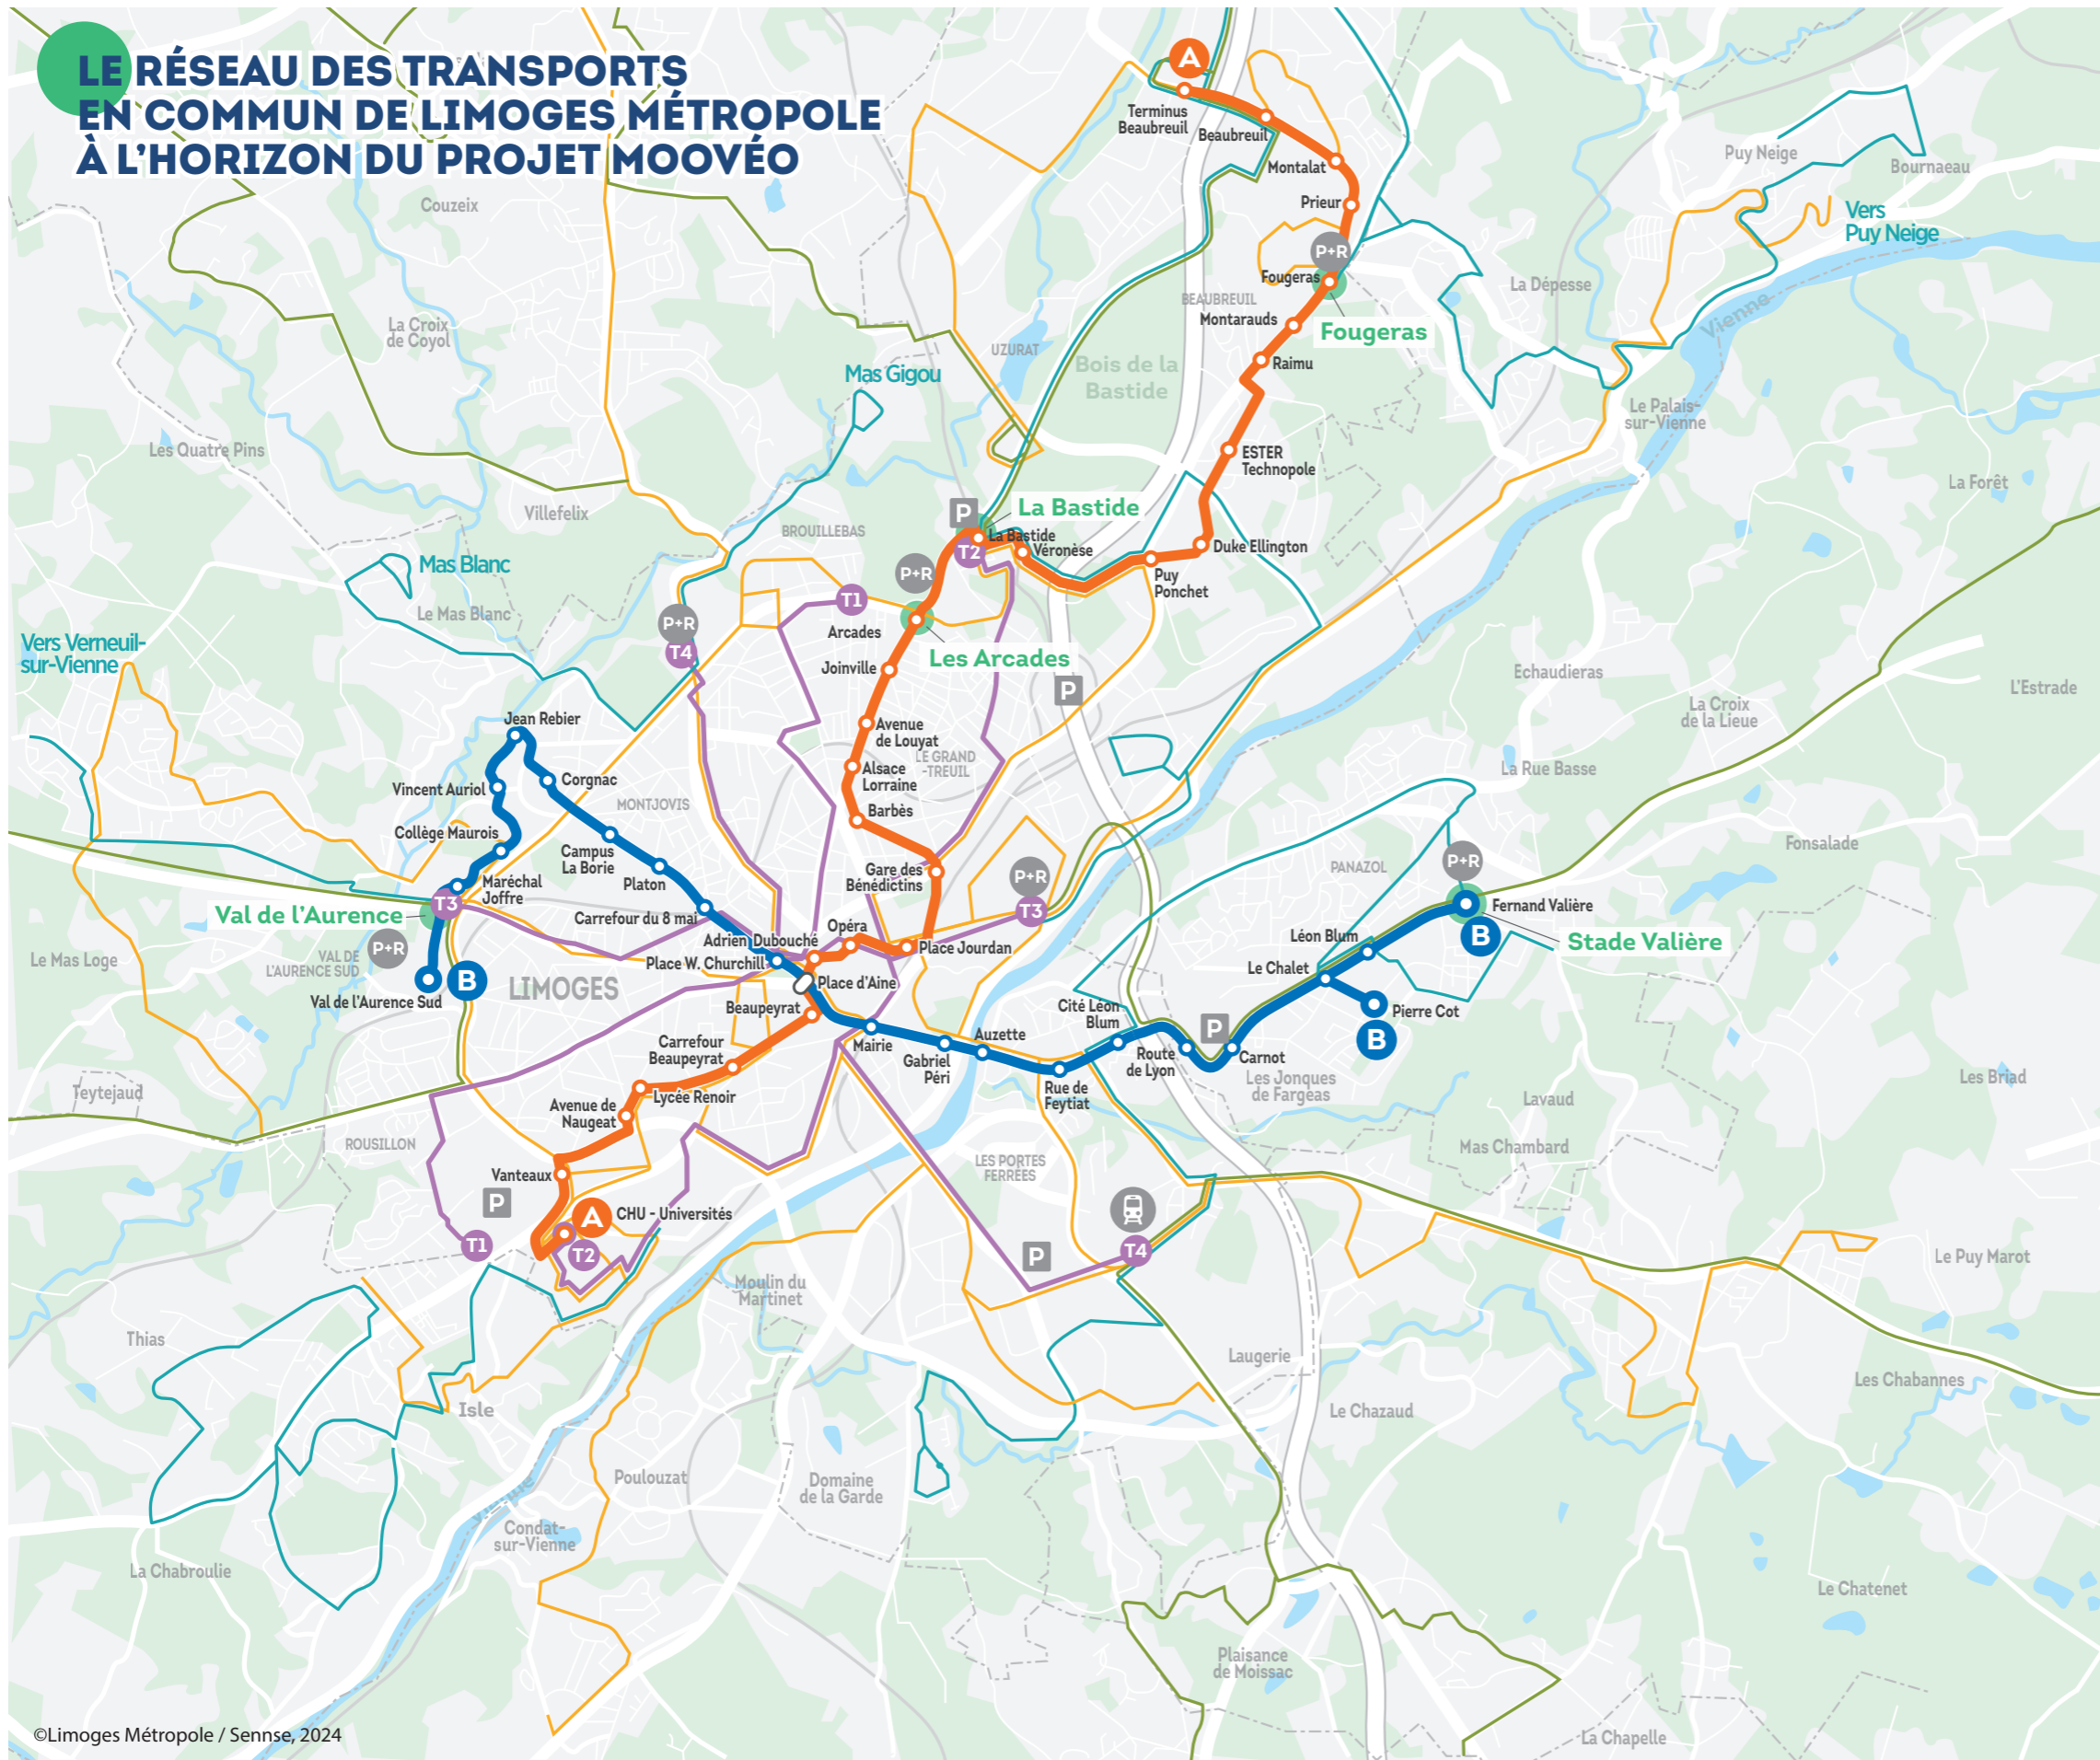 LE RÉSEAU DES TRANSPORTS
EN COMMUN DE LIMOGES MÉTROPOLE
À L'HORIZON DU PROJET MOOVÉO
A
Terminus
Beaubreuil
Beaubreuil
Montalat
Prieur
P+R
Fougeras
BEAUBREUIL
Montarauds
Fougeras
Raimu
Puy Neige
Bournaeau
Vers
Puy Neige
La Dépesse
Vienne
Couzeix
La Croix
de Coyol
UZURAT
Bois de la
Bastide
Mas Gigou
Le Palais-
sur-Vienne
Les Quatre Pins
ESTER
Technopole
La Forêt
Villefelix
BROUILLEBAS
P
La Bastide
La Bastide
T2
Véronèse
Duke Ellington
Mas Blanc
P+R
Puy
Ponchet
Le Mas Blanc
T1
P+R
T4
Arcades
Les Arcades
Vers Verneuil-
sur-Vienne
Joinville
P
Echaudieras
L'Estrade
La Croix
de la Lieue
Jean Rebier
Avenue
de Louyat
LE GRAND
-TREUIL
Alsace
Lorraine
La Rue Basse
Vincent Auriol
Corgnac
MONTJOVIS
Barbès
Collège Maurois
Campus
La Borie
Platon
Gare des
Bénédictins
P+R
T3
PANAZOL
P+R
Fonsalade
Maréchal
Joffre
T3
Val de l'Aurence
P+R
Carrefour du 8 mai
Fernand Valière
B
Stade Valière
Léon Blum
Opéra
Adrien Dubouché
Place Jourdan
Place W. Churchill
Le Mas Loge
VAL DE
L'AURENCE SUD
B
Val de l'Aurence Sud
LIMOGES
Place d'Aine
Le Chalet
Pierre Cot
B
Beaupeyrat
Cité Léon
Blum
P
Mairie
Gabriel
Péri
Auzette
Rue de
Feytiat
Route
de Lyon
Carnot
Les Jonques
de Fargeas
Carrefour
Beaupeyrat
Lycée Renoir
Avenue de
Naugeat
Teytejaud
Les Briad
Lavaud
ROUSILLON
Mas Chambard
LES PORTES
FERRÉES
Vanteaux
P
A
CHU - Universités
T1
T2
T4
P
Le Puy Marot
Moulin du
Martinet
Thias
Laugerie
Les Chabannes
Isle
Le Chazaud
Poulouzat
Domaine
de la Garde
Condat-
sur-Vienne
La Chabroulie
Le Chatenet
Plaisance
de Moissac
La Chapelle
©Limoges Métropole / Sennse, 2024